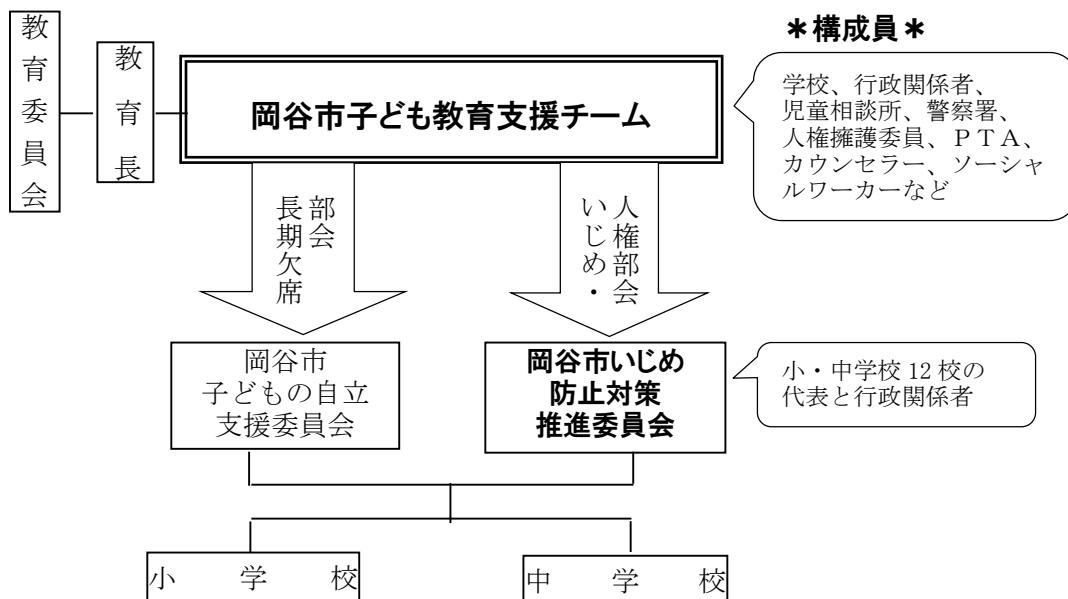 教育委員会
教育長
岡谷市子ども教育支援チーム
＊構成員＊
学校、行政関係者、
児童相談所、警察署、
人権擁護委員、ＰＴＡ、
カウンセラー、ソーシャ
ルワーカーなど
長期欠席
部会
いじめ・
人権部会
岡谷市
子どもの自立
支援委員会
岡谷市いじめ
防止対策
推進委員会
小・中学校 12 校の
代表と行政関係者
小学校
中学校